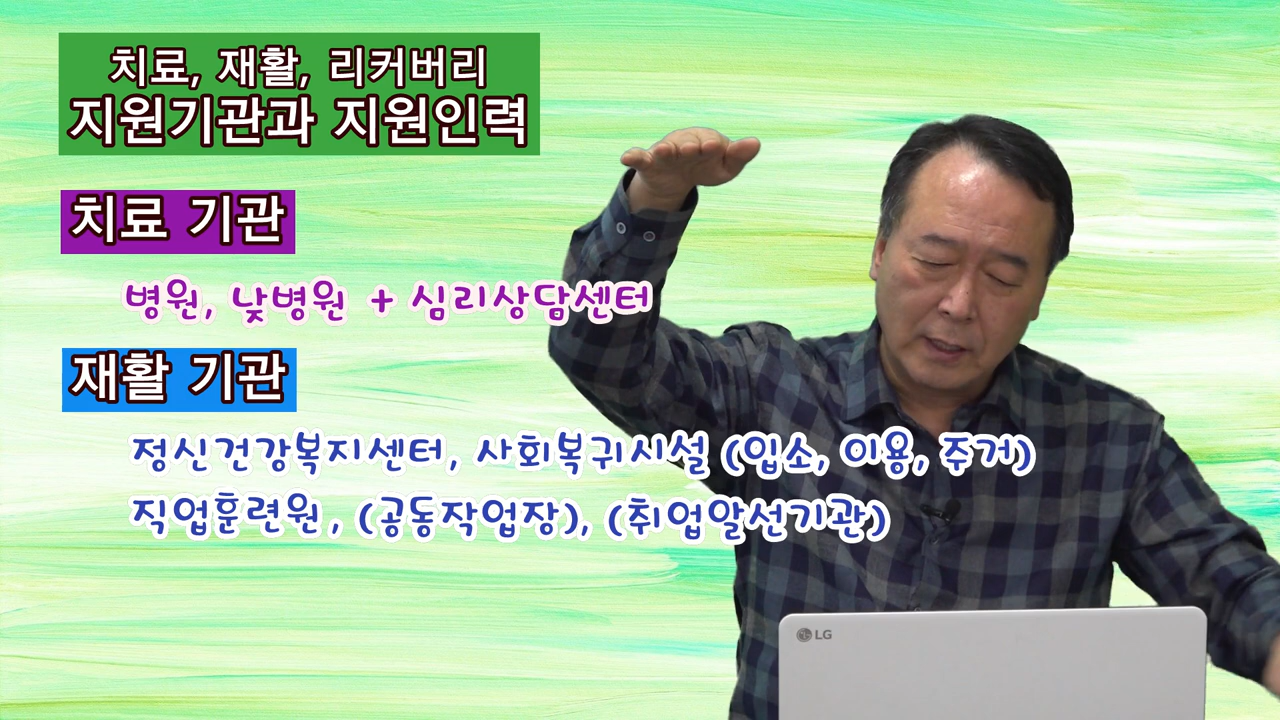 치료, 재활, 리커버리
지원기관과 지원인력
치료 기관
병원, 낮병원 + 심리상담센터
재활 기관
정신건강복지센터, 사회복귀시설 (입소, 이용, 주거)
직업훈련원, (공동작업장), (취업알선기관)
LG